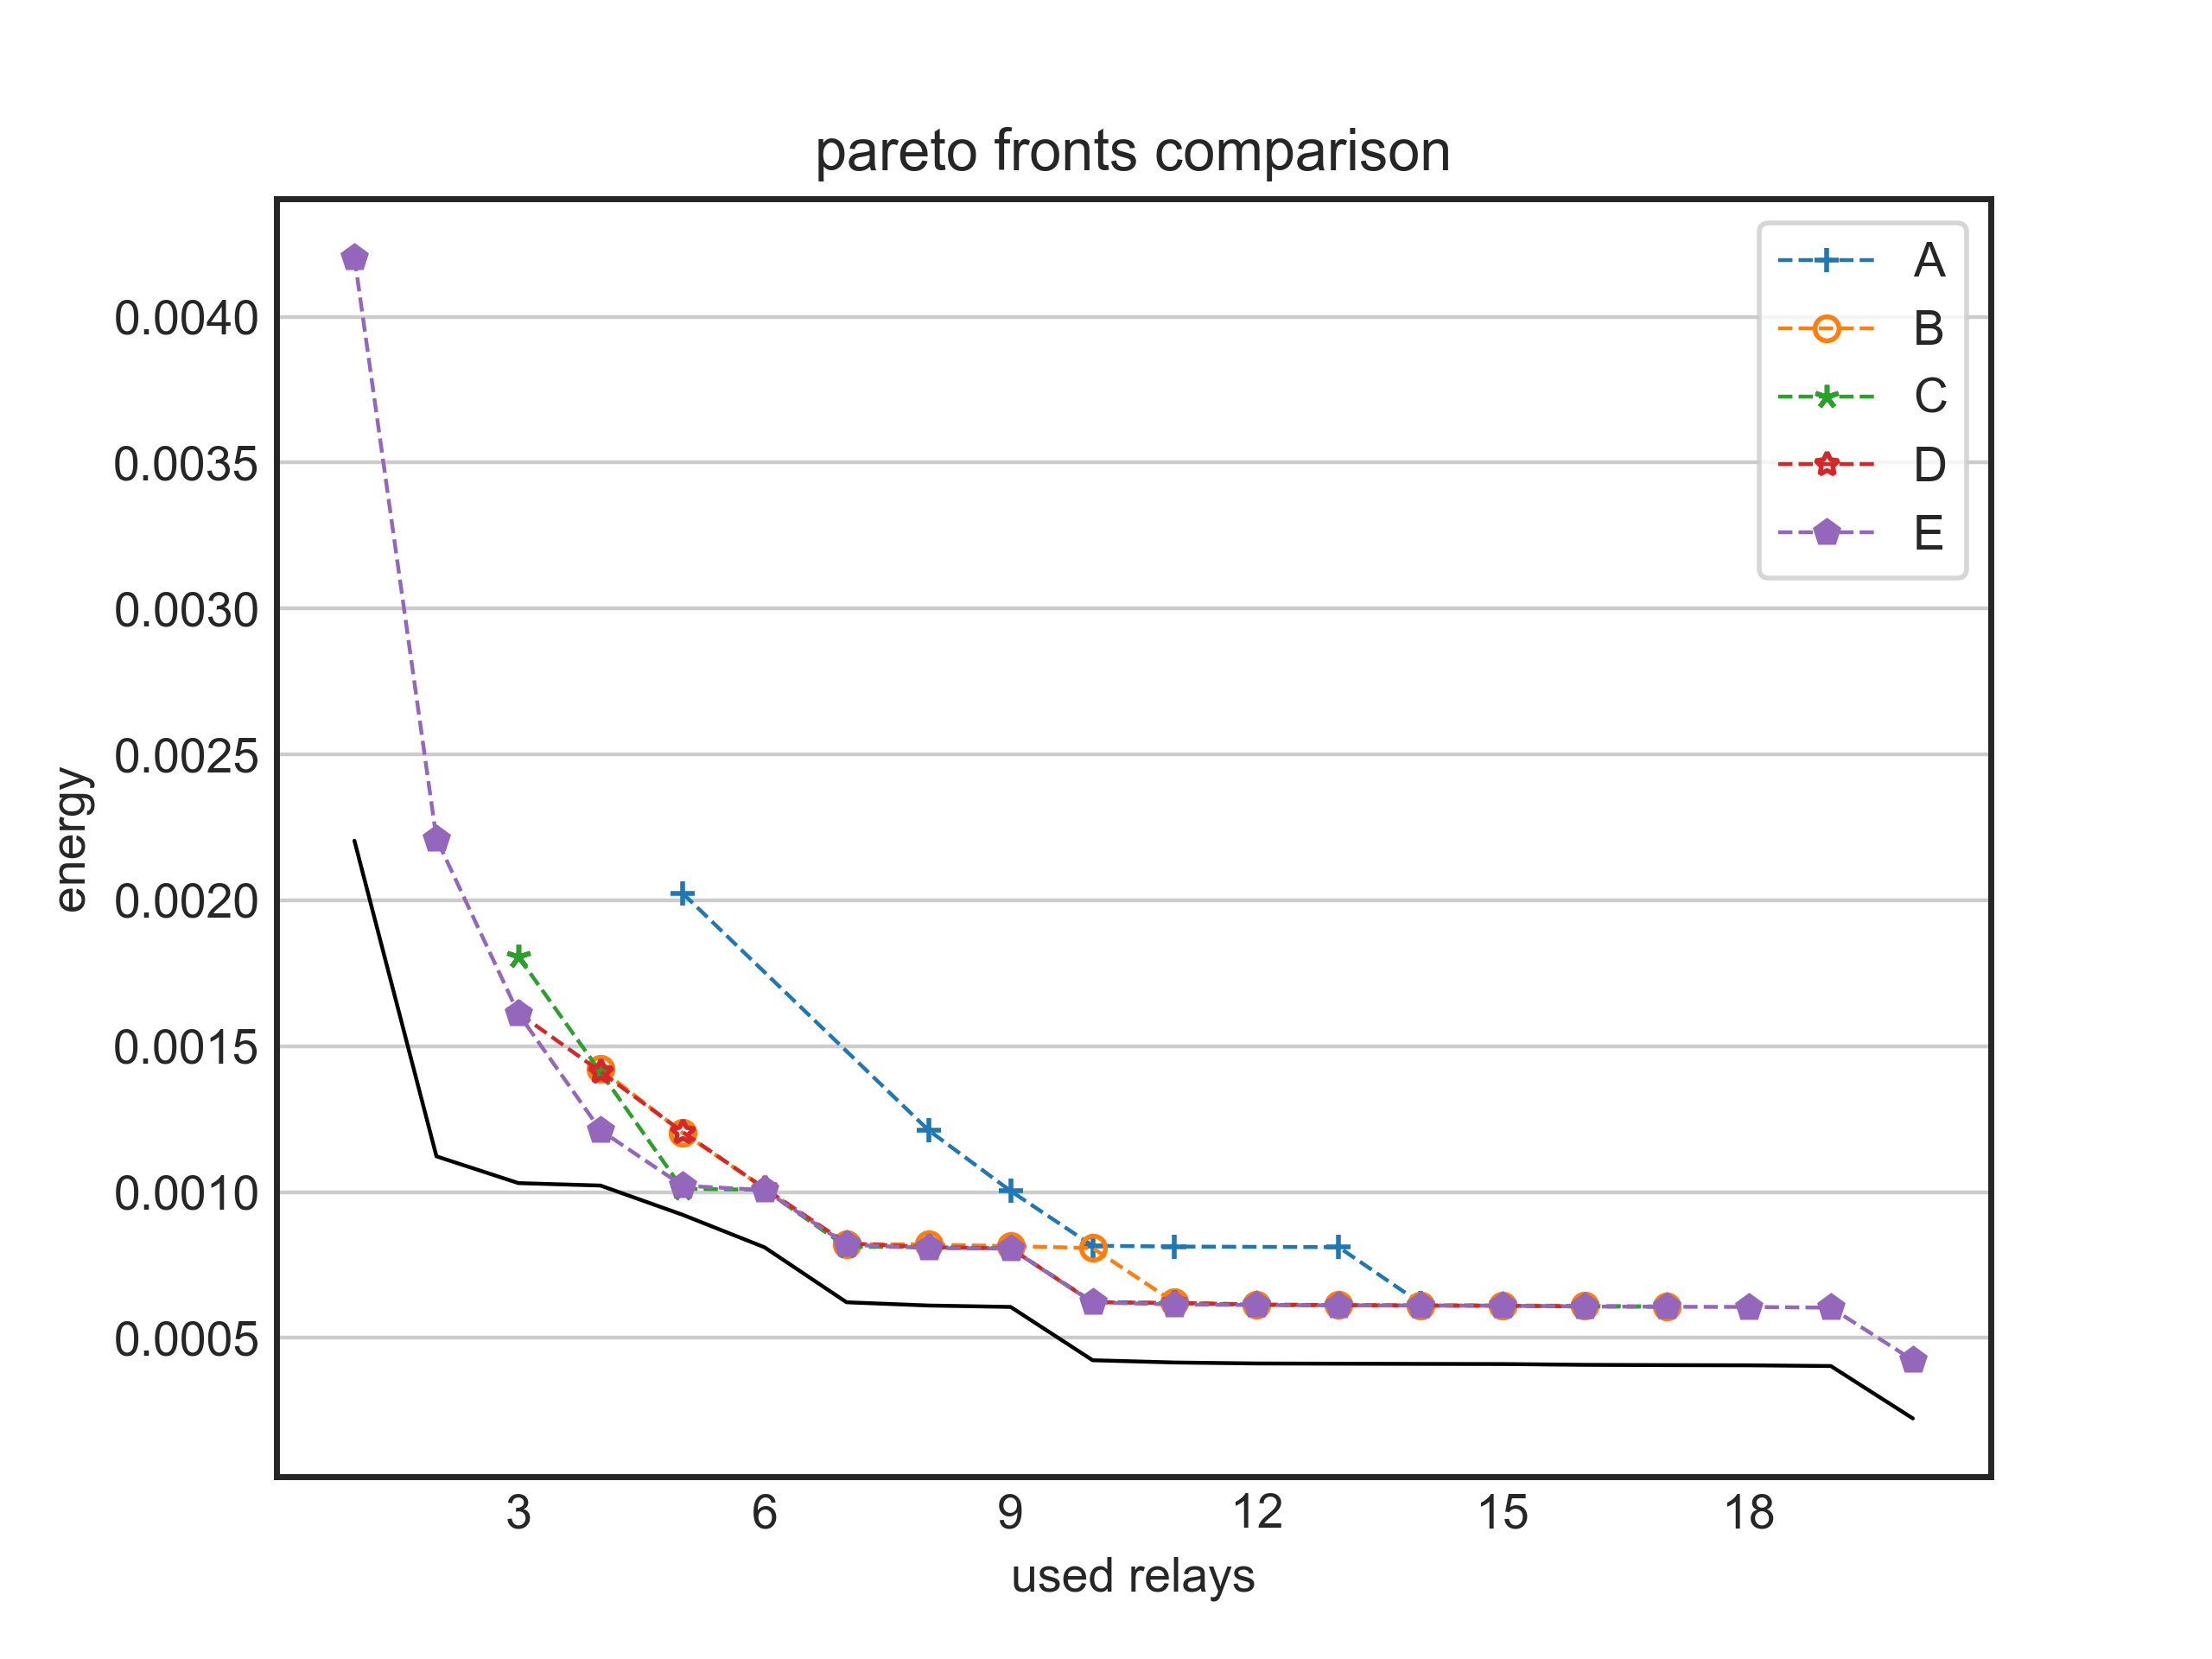 pareto fronts comparison
A
B
C
D
E
0.0040
0.0035
0.0030
0.0025
0.0020
0.0015
0.0010
0.0005
energy
3 6 9 12 15 18
used relays